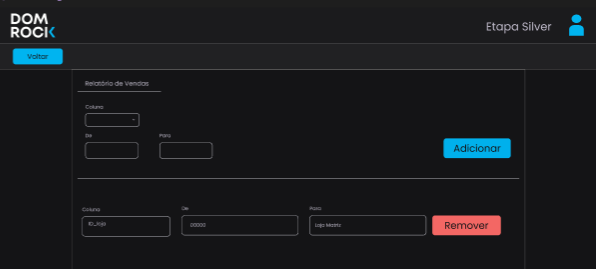 DOM
ROCK
Etapa Silver
Voltar
Relatório de Vendas
Coluna
De Para
Adicionar
Coluna De Para
ID_loja 00000 Loja Matriz Remover